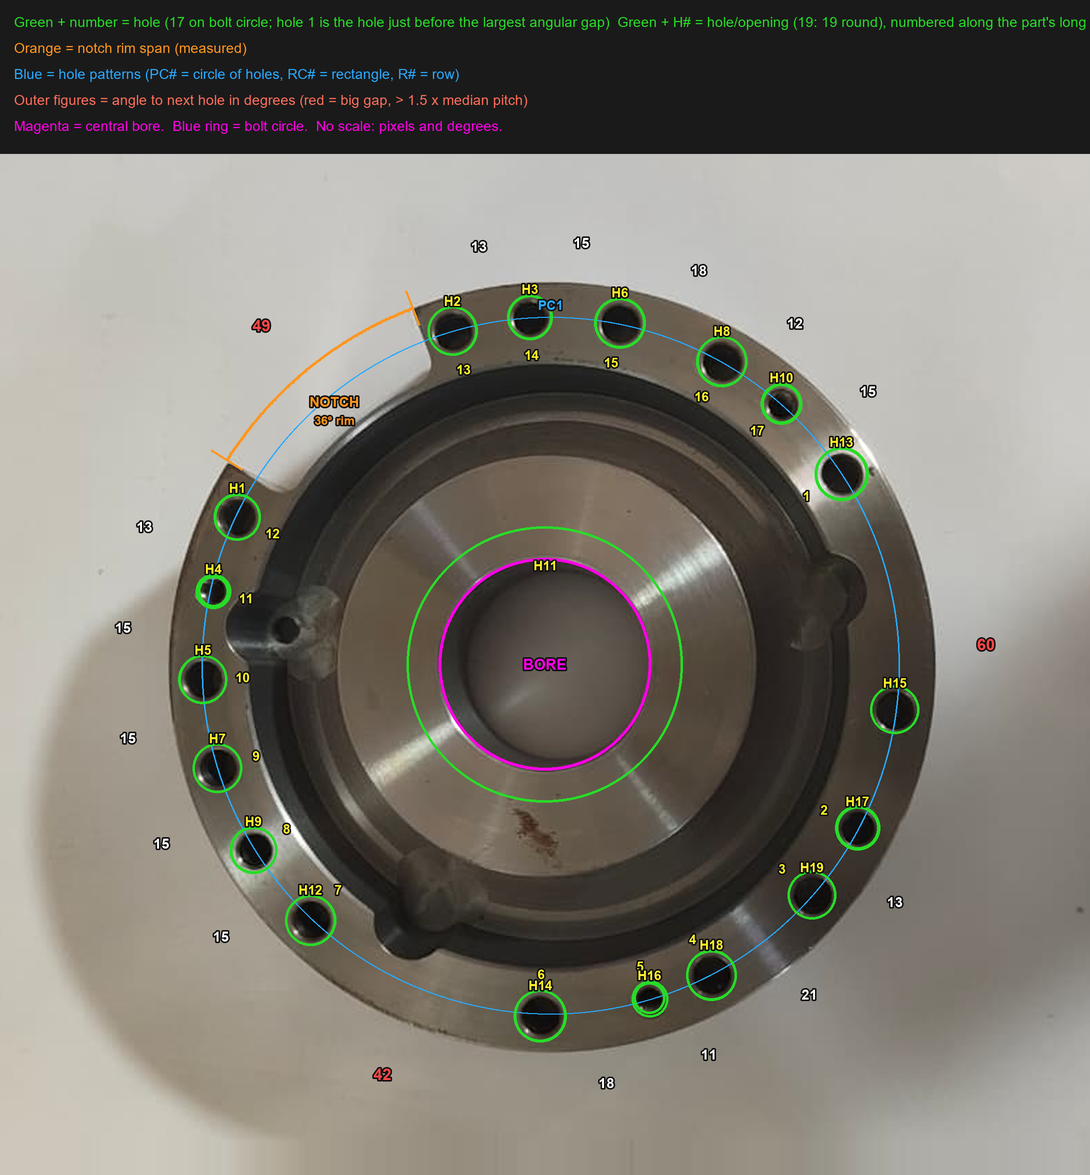 Green + number = hole (17 on bolt circle; hole 1 is the hole just before the largest angular gap)  Green + H# = hole/opening (19: 19 round), numbered along the part's long
Orange = notch rim span (measured)
Blue = hole patterns (PC# = circle of holes, RC# = rectangle, R# = row)
Outer figures = angle to next hole in degrees (red = big gap, > 1.5 x median pitch)
Magenta = central bore.  Blue ring = bolt circle.  No scale: pixels and degrees.
13 15
18
H3
H6
H2
PC1
49
12
H8
14
15
13
H10
15
16
NOTCH
36° rim
17
H13
H1
1
13
12
H11
H4
11
15
60
H5
BORE
10
H15
H7
15
9
H17
2
H9
8
15
3
H19
H12
7
13
15
4
H18
5
H16
6
H14
21
11
42
18